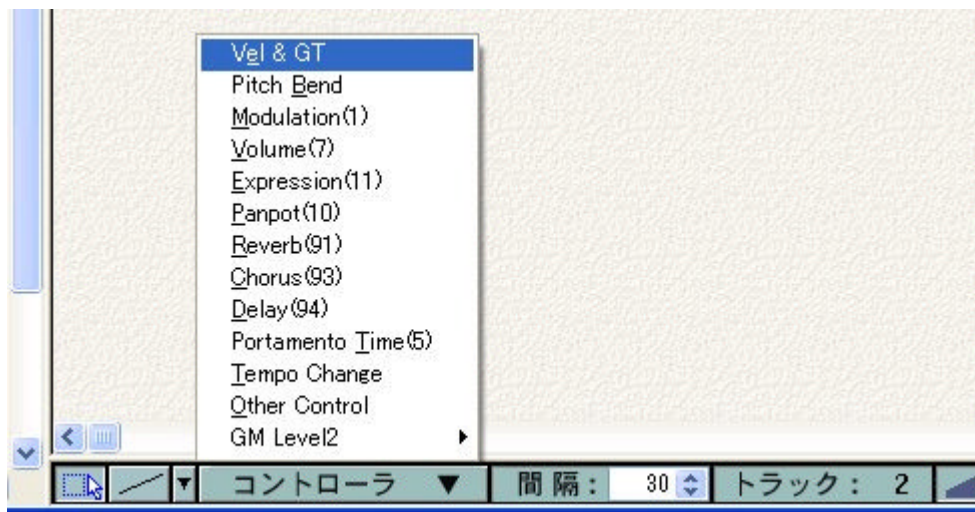 Vel & GT
Pitch Bend
Modulation(1)
Volume(7)
Expression(11)
Panpot(10)
Reverb(91)
Chorus(93)
Delay(94)
Portamento Time(5)
Tempo Change
Other Control
GM Level2
コントローラ ▼ 間隔: 30 トラック: 2